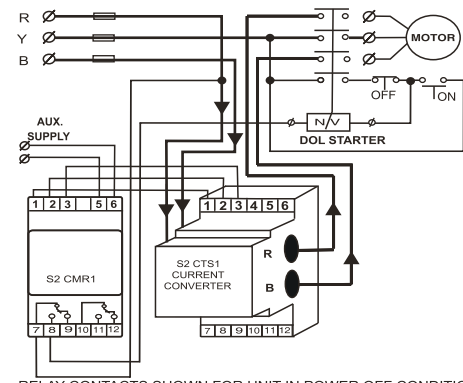 R
Y
B
MOTOR
OFF
ON
N/V
DOL STARTER
AUX.
SUPPLY
1 2 3 5 6
1 2 3 4 5 6
S2 CMR1
S2 CTS1
CURRENT
CONVERTER
R
B
7 8 9 10 11 12
7 8 9 10 11 12
RELAY CONTACTS SHOWN FOR UNIT IN POWER OFF CONDITIO